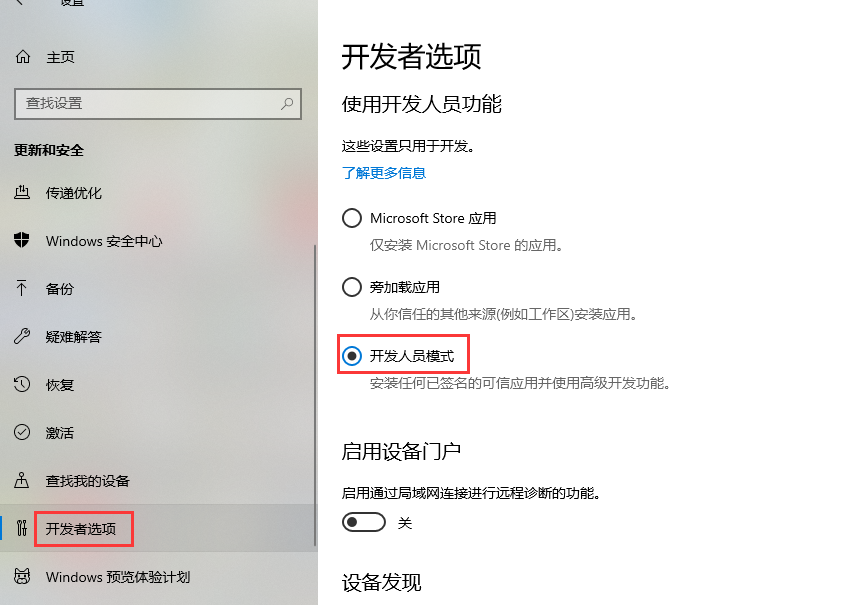 设置
主页
查找设置
更新和安全
传递优化
Windows 安全中心
备份
疑难解答
恢复
激活
查找我的设备
开发者选项
Windows 预览体验计划
开发者选项
使用开发人员功能
这些设置只用于开发。
了解更多信息
Microsoft Store 应用
仅安装 Microsoft Store 的应用。
旁加载应用
从你信任的其他来源(例如工作区)安装应用。
开发人员模式
安装任何已签名的可信应用并使用高级开发功能。
启用设备门户
启用通过局域网连接进行远程诊断的功能。
关
设备发现